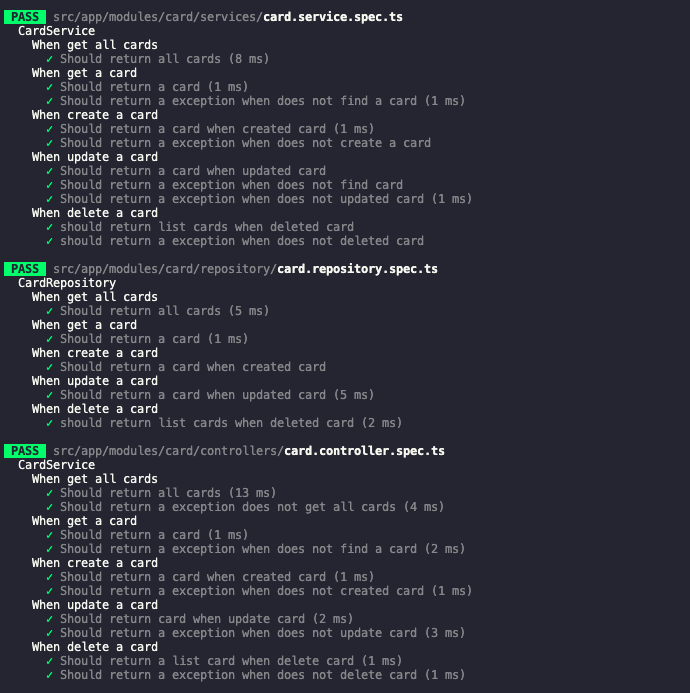 PASS src/app/modules/card/services/card.service.spec.ts
CardService
When get all cards
✓ Should return all cards (8 ms)
When get a card
✓ Should return a card (1 ms)
✓ Should return a exception when does not find a card (1 ms)
When create a card
✓ Should return a card when created card (1 ms)
✓ Should return a exception when does not create a card
When update a card
✓ Should return a card when updated card
✓ Should return a exception when does not find card
✓ Should return a exception when does not updated card (1 ms)
When delete a card
✓ should return list cards when deleted card
✓ should return a exception when does not deleted card
PASS src/app/modules/card/repository/card.repository.spec.ts
CardRepository
When get all cards
✓ Should return all cards (5 ms)
When get a card
✓ Should return a card (1 ms)
When create a card
✓ Should return a card when created card
When update a card
✓ Should return a card when updated card (5 ms)
When delete a card
✓ should return list cards when deleted card (2 ms)
PASS src/app/modules/card/controllers/card.controller.spec.ts
CardService
When get all cards
✓ Should return all cards (13 ms)
✓ Should return a exception does not get all cards (4 ms)
When get a card
✓ Should return a card (1 ms)
✓ Should return a exception when does not find a card (2 ms)
When create a card
✓ Should return a card when created card (1 ms)
✓ Should return a exception when does not created card (1 ms)
When update a card
✓ Should return card when update card (2 ms)
✓ Should return a exception when does not update card (3 ms)
When delete a card
✓ Should return a list card when delete card (1 ms)
✓ Should return a exception when does not delete card (1 ms)